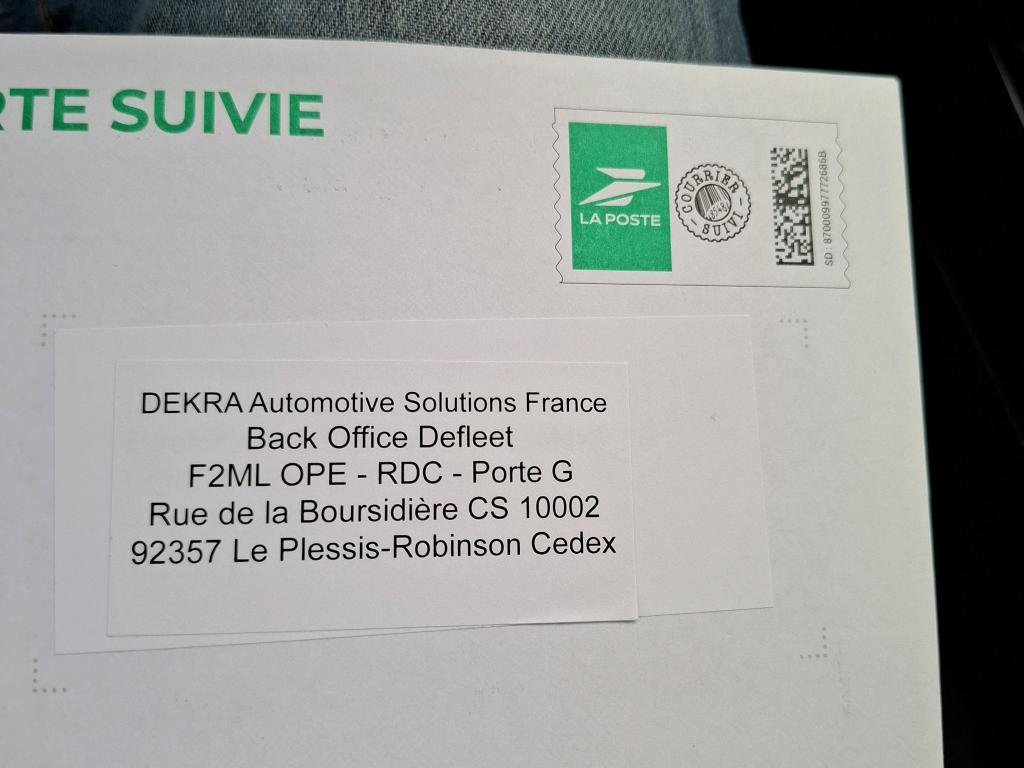 RTE SUIVIE
LA POSTE
COURRIER
SUIVI
SD : 87000997772686B
DEKRA Automotive Solutions France
Back Office Defleet
F2ML OPE - RDC - Porte G
Rue de la Boursidière CS 10002
92357 Le Plessis-Robinson Cedex